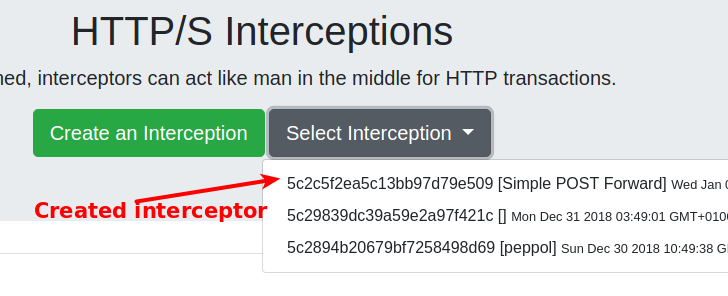 HTTP/S Interceptions
ned, interceptors can act like man in the middle for HTTP transactions.
Create an Interception
Select Interception
5c2c5f2ea5c13bb97d79e509 [Simple POST Forward] Wed Jan
Created interceptor
5c29839dc39a59e2a97f421c [] Mon Dec 31 2018 03:49:01 GMT+010
5c2894b20679bf7258498d69 [peppol] Sun Dec 30 2018 10:49:38 G